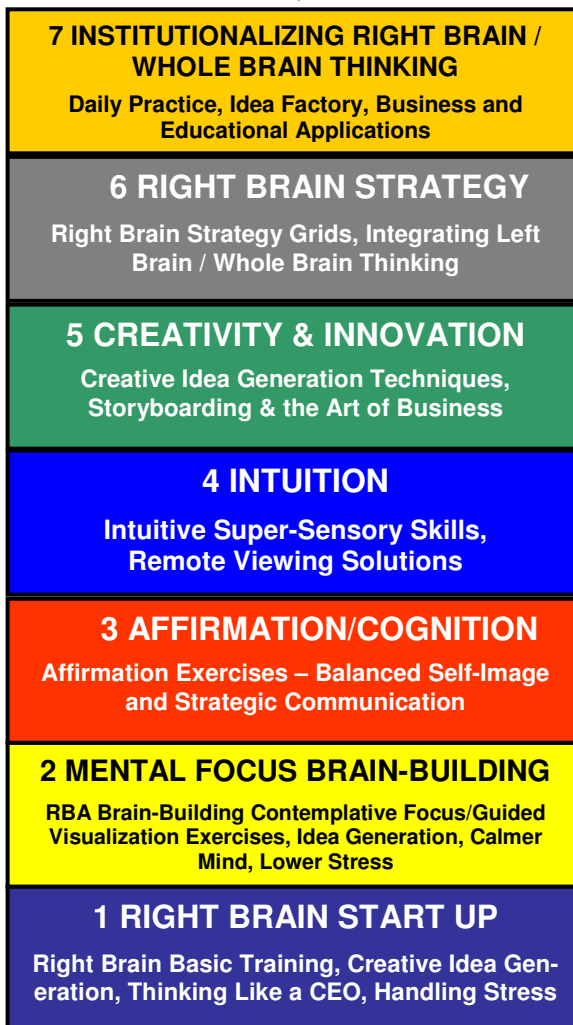 7 INSTITUTIONALIZING RIGHT BRAIN /
WHOLE BRAIN THINKING
Daily Practice, Idea Factory, Business and
Educational Applications
6 RIGHT BRAIN STRATEGY
Right Brain Strategy Grids, Integrating Left
Brain / Whole Brain Thinking
5 CREATIVITY & INNOVATION
Creative Idea Generation Techniques,
Storyboarding & the Art of Business
4 INTUITION
Intuitive Super-Sensory Skills,
Remote Viewing Solutions
3 AFFIRMATION/COGNITION
Affirmation Exercises – Balanced Self-Image
and Strategic Communication
2 MENTAL FOCUS BRAIN-BUILDING
RBA Brain-Building Contemplative Focus/Guided
Visualization Exercises, Idea Generation, Calmer
Mind, Lower Stress
1 RIGHT BRAIN START UP
Right Brain Basic Training, Creative Idea Gen-
eration, Thinking Like a CEO, Handling Stress